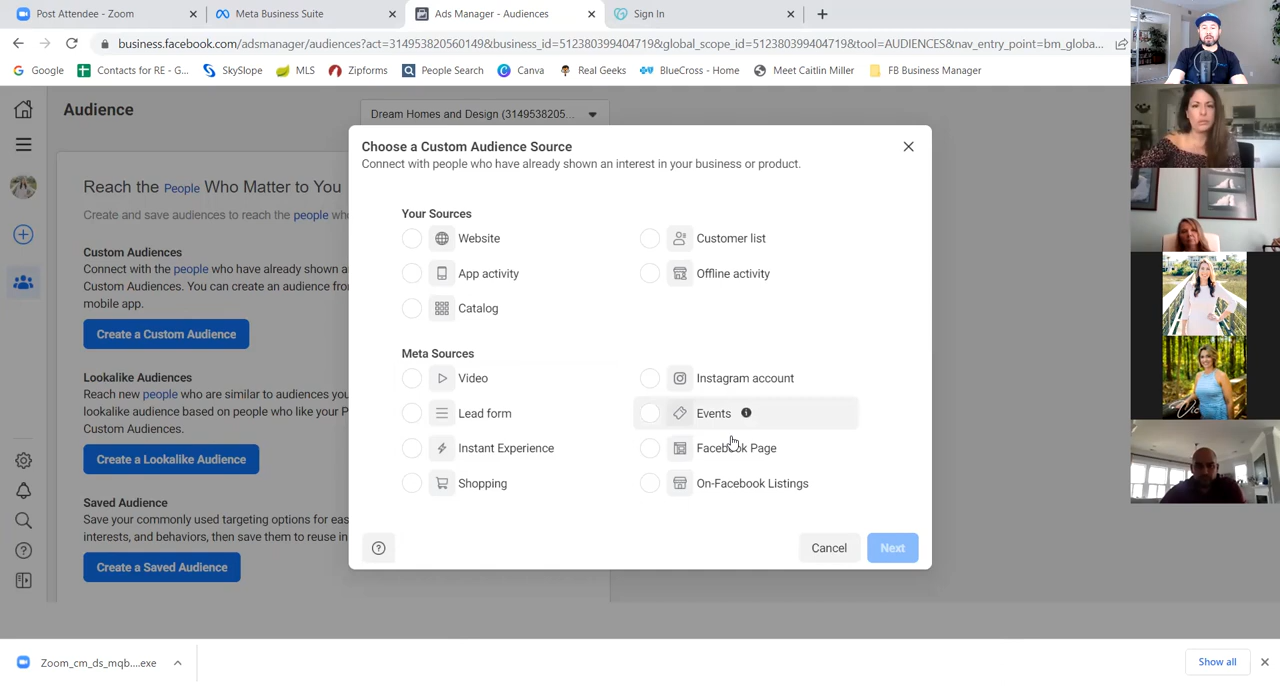 Post Attendee - Zoom
Meta Business Suite
Ads Manager - Audiences
Sign In
business.facebook.com/adsmanager/audiences?act=314953820560149&business_id=512380399404719&global_scope_id=512380399404719&tool=AUDIENCES&nav_entry_point=bm_globa...
Google
Contacts for RE - G...
SkySlope
MLS
Zipforms
People Search
Canva
Real Geeks
BlueCross - Home
Meet Caitlin Miller
FB Business Manager
Audience
Dream Homes and Design (3149538205...
Reach the People Who Matter to You
Create and save audiences to reach the people who
Custom Audiences
Connect with the people who have already shown a
Custom Audiences. You can create an audience from
mobile app.
Create a Custom Audience
Lookalike Audiences
Reach new people who are similar to audiences you
lookalike audience based on people who like your P
Custom Audiences.
Create a Lookalike Audience
Saved Audience
Save your commonly used targeting options for eas
interests, and behaviors, then save them to reuse in
Create a Saved Audience
Choose a Custom Audience Source
Connect with people who have already shown an interest in your business or product.
Your Sources
Website
Customer list
App activity
Offline activity
Catalog
Meta Sources
Video
Instagram account
Lead form
Events
Instant Experience
Facebook Page
Shopping
On-Facebook Listings
Cancel
Next
Zoom_cm_ds_mqb....exe
Show all